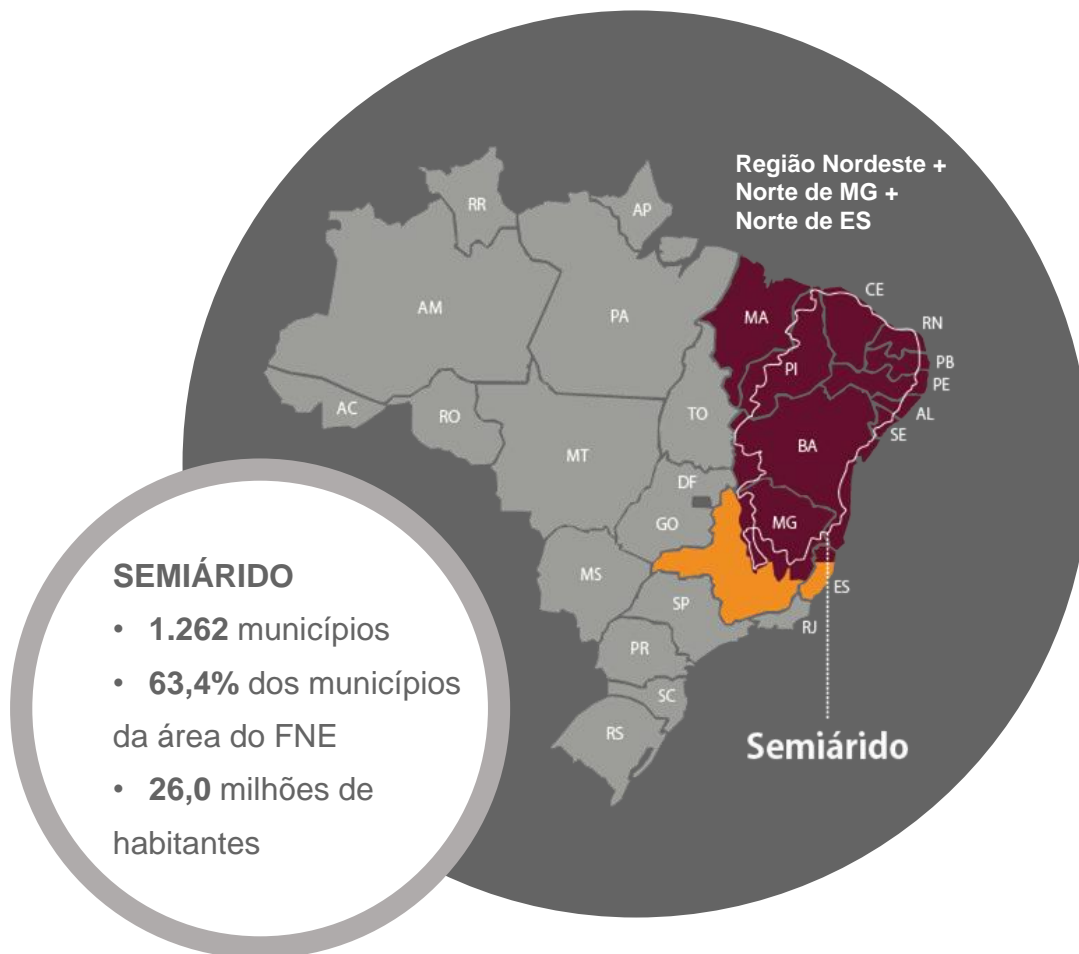 Região Nordeste +
Norte de MG +
Norte de ES
RR
AP
AM
PA
MA
CE
RN
PB
PE
AL
SE
PI
AC
RO
TO
BA
MT
DF
GO
MG
MS
ES
SP
RJ
PR
SC
RS
Semiárido
SEMIÁRIDO
• 1.262 municípios
• 63,4% dos municípios
da área do FNE
• 26,0 milhões de
habitantes